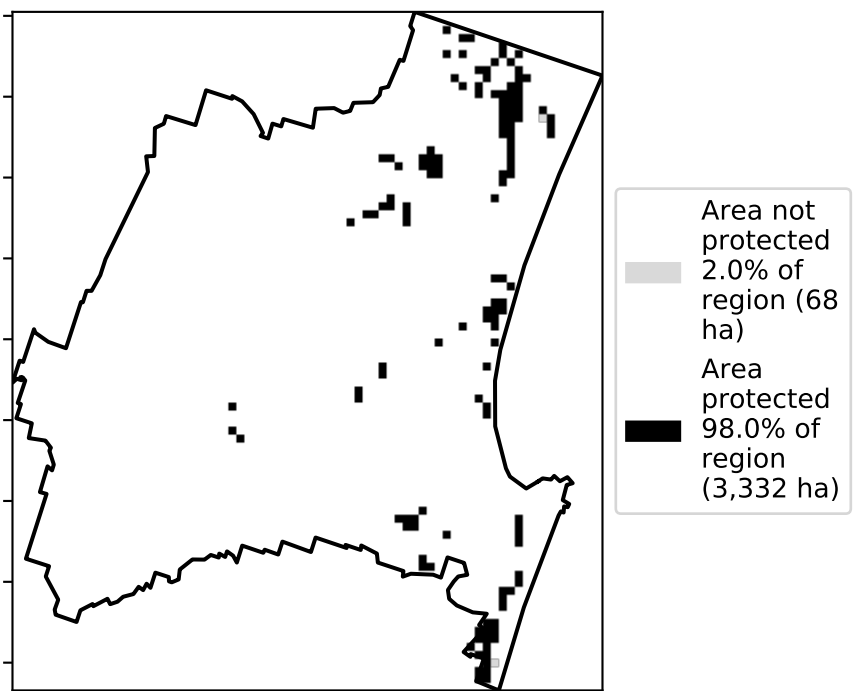 Area not
protected
2.0% of
region (68
ha)
Area
protected
98.0% of
region
(3,332 ha)